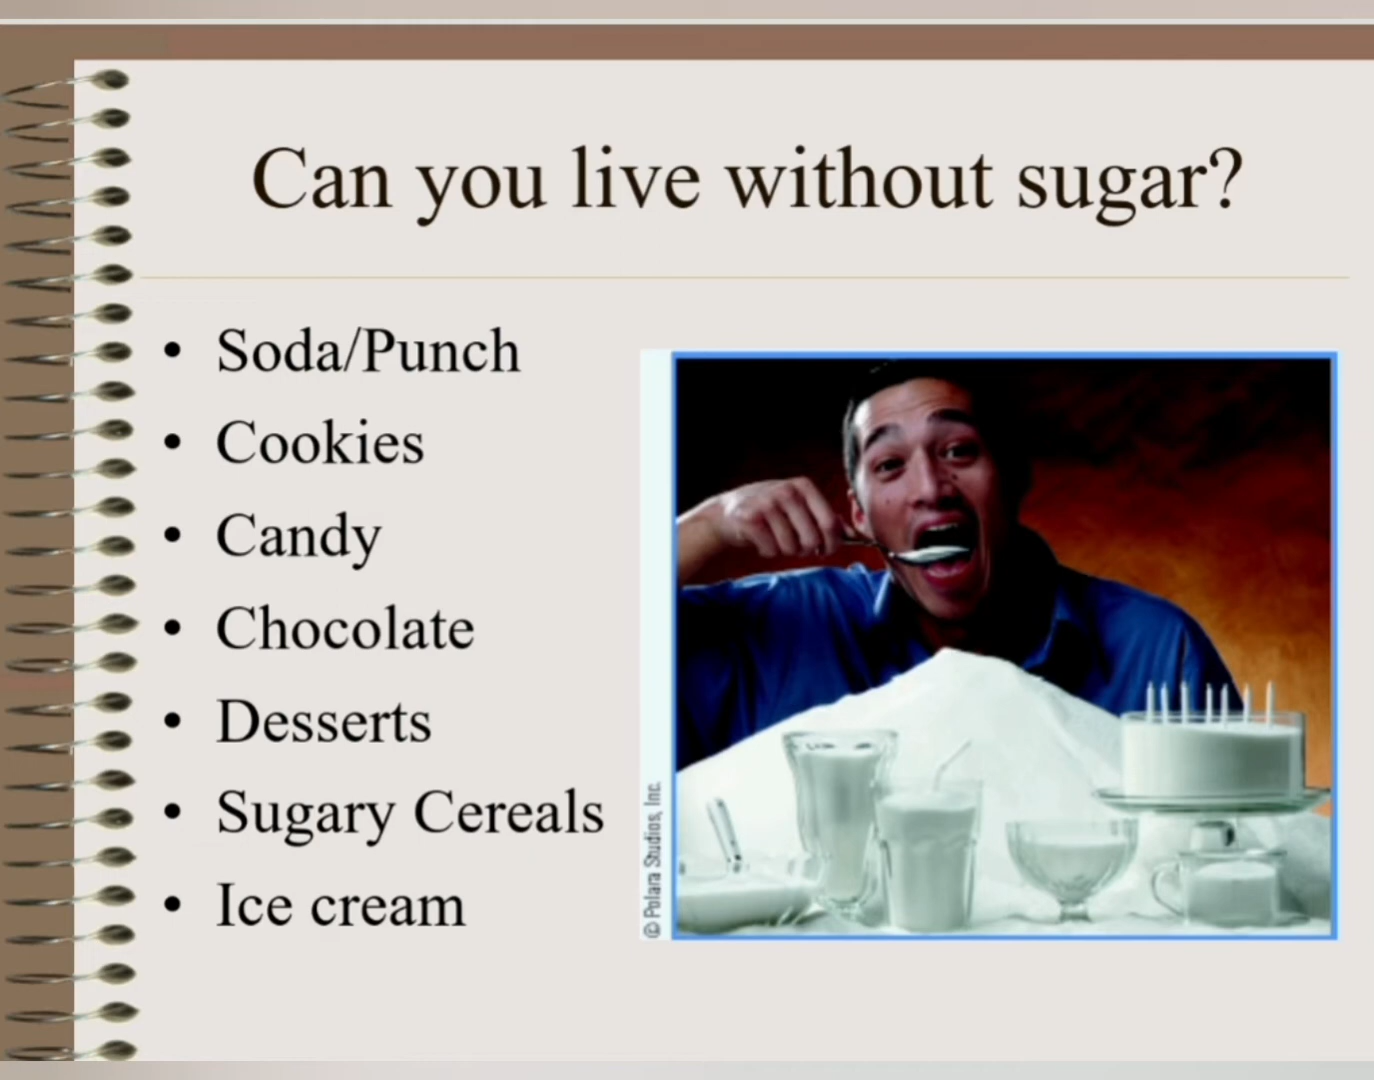 Can you live without sugar?
• Soda/Punch
• Cookies
• Candy
• Chocolate
• Desserts
• Sugary Cereals
• Ice cream
© Polara Studios, Inc.